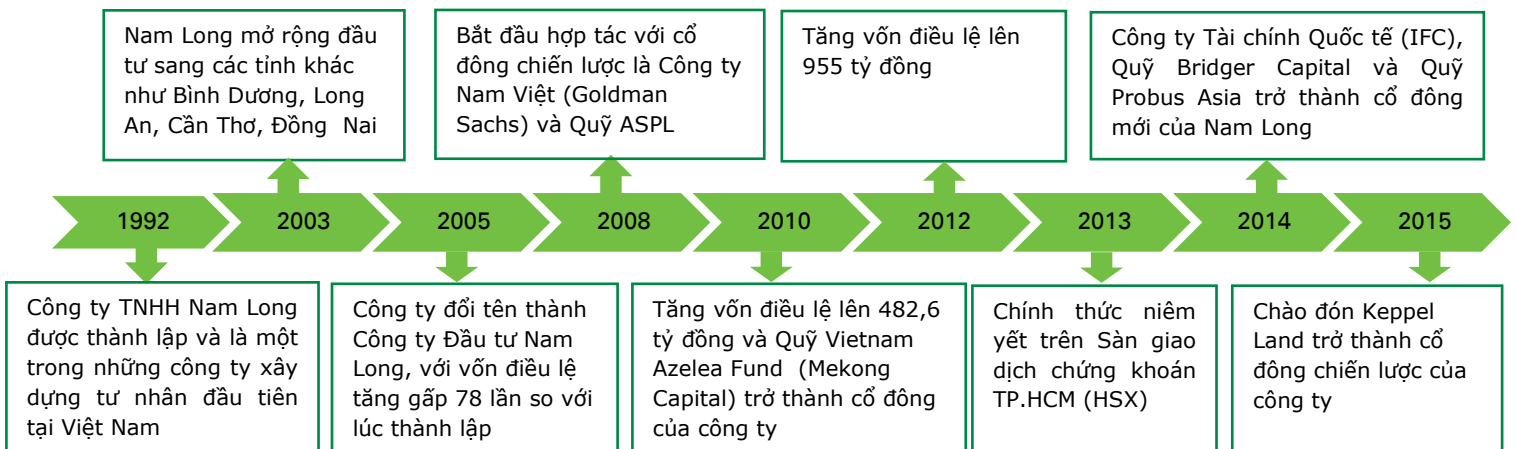 Nam Long mở rộng đầu
tư sang các tỉnh khác
như Bình Dương, Long
An, Cần Thơ, Đồng Nai
Bắt đầu hợp tác với cổ
đông chiến lược là Công ty
Nam Việt (Goldman
Sachs) và Quỹ ASPL
Tăng vốn điều lệ lên
955 tỷ đồng
Công ty Tài chính Quốc tế (IFC),
Quỹ Bridger Capital và Quỹ
Probus Asia trở thành cổ đông
mới của Nam Long
1992
2003
2005
2008
2010
2012
2013
2014
2015
Công ty TNHH Nam Long
được thành lập và là một
trong những công ty xây
dựng tư nhân đầu tiên
tại Việt Nam
Công ty đổi tên thành
Công ty Đầu tư Nam
Long, với vốn điều lệ
tăng gấp 78 lần so với
lúc thành lập
Tăng vốn điều lệ lên 482,6
tỷ đồng và Quỹ Vietnam
Azelea Fund (Mekong
Capital) trở thành cổ đông
của công ty
Chính thức niêm
yết trên Sàn giao
dịch chứng khoán
TP.HCM (HSX)
Chào đón Keppel
Land trở thành cổ
đông chiến lược của
công ty